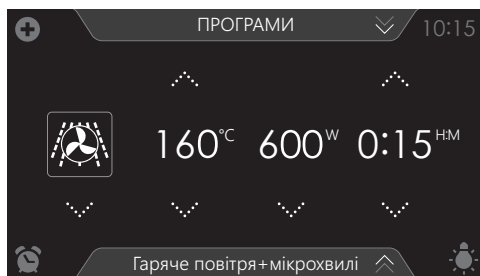 ПРОГРАМИ 10:15
160°C 600W 0:15H:M
Гаряче повітря+мікрохвилі